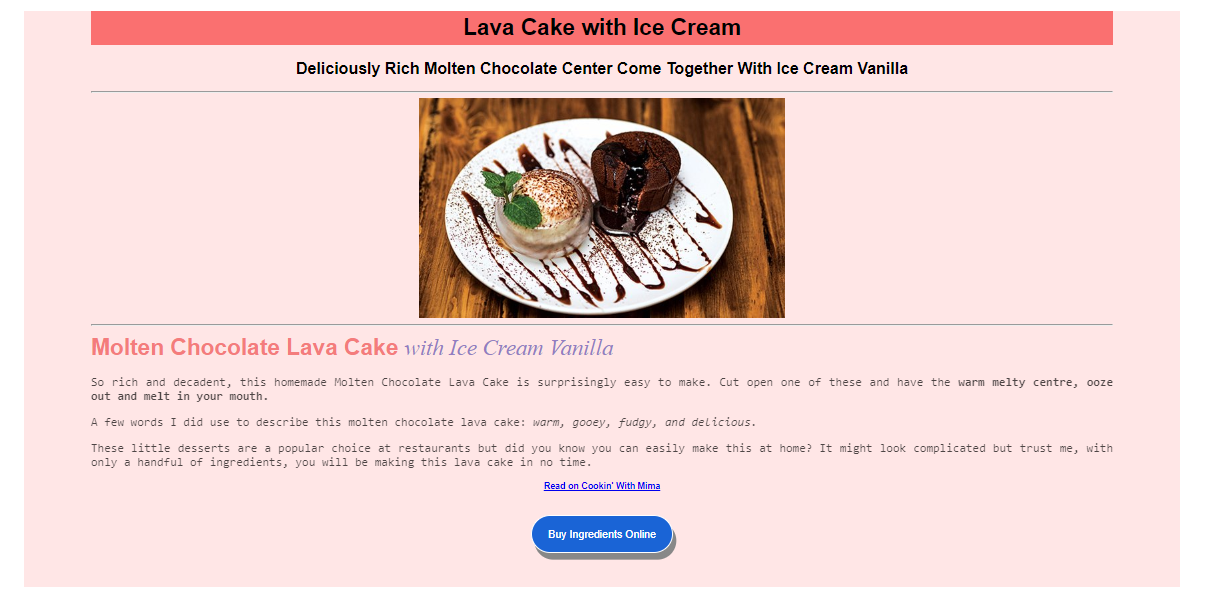 Lava Cake with Ice Cream
Deliciously Rich Molten Chocolate Center Come Together With Ice Cream Vanilla
Molten Chocolate Lava Cake with Ice Cream Vanilla
So rich and decadent, this homemade Molten Chocolate Lava Cake is surprisingly easy to make. Cut open one of these and have the warm melty centre, ooze
out and melt in your mouth.
A few words I did use to describe this molten chocolate lava cake: warm, gooey, fudgy, and delicious.
These little desserts are a popular choice at restaurants but did you know you can easily make this at home? It might look complicated but trust me, with
only a handful of ingredients, you will be making this lava cake in no time.
Read on Cookin' With Mima
Buy Ingredients Online